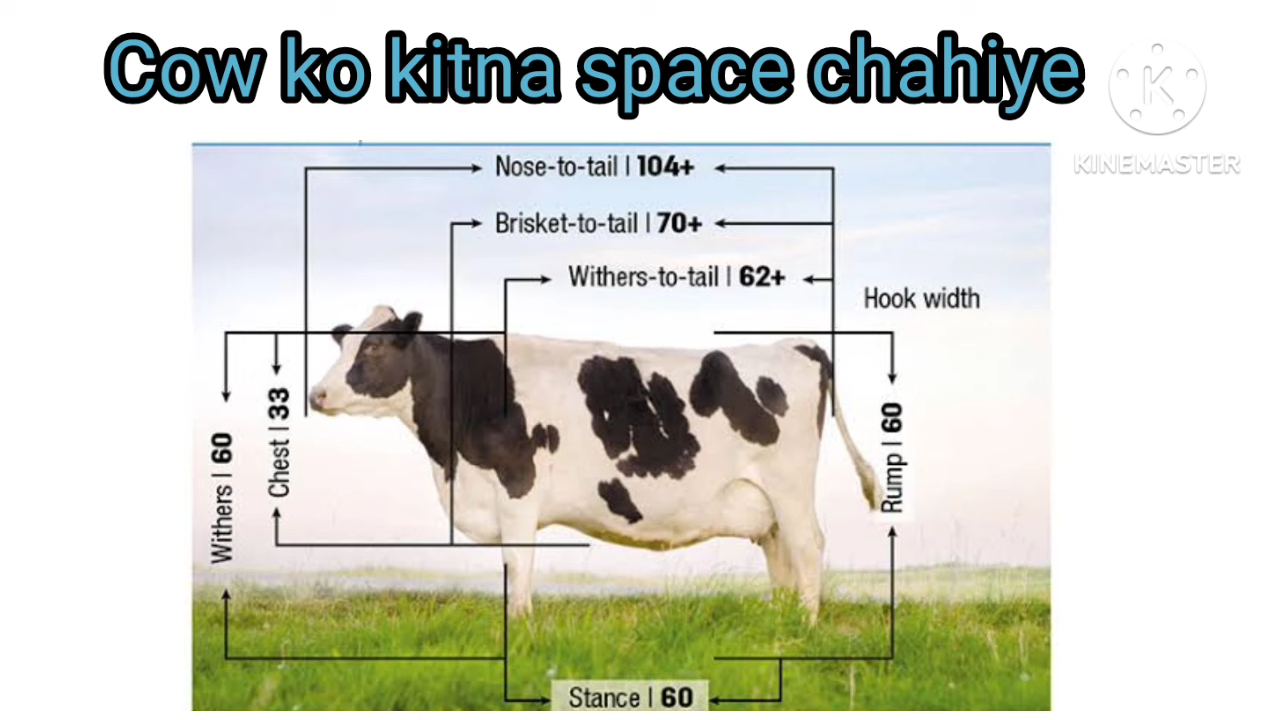 Cow ko kitna space chahiye
K
KINEMASTER
Nose-to-tail | 104+
Brisket-to-tail | 70+
Withers-to-tail | 62+
Hook width
Withers | 60
Chest | 33
Rump | 60
Stance | 60